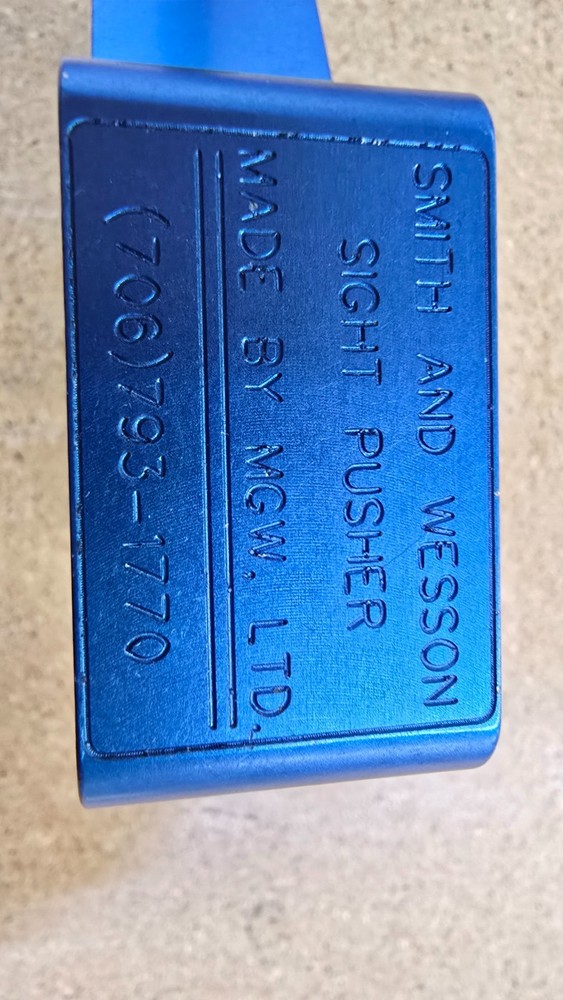 SMITH AND WESSON
SIGHT PUSHER
MADE BY MGW, LTD.
(706)793-1770